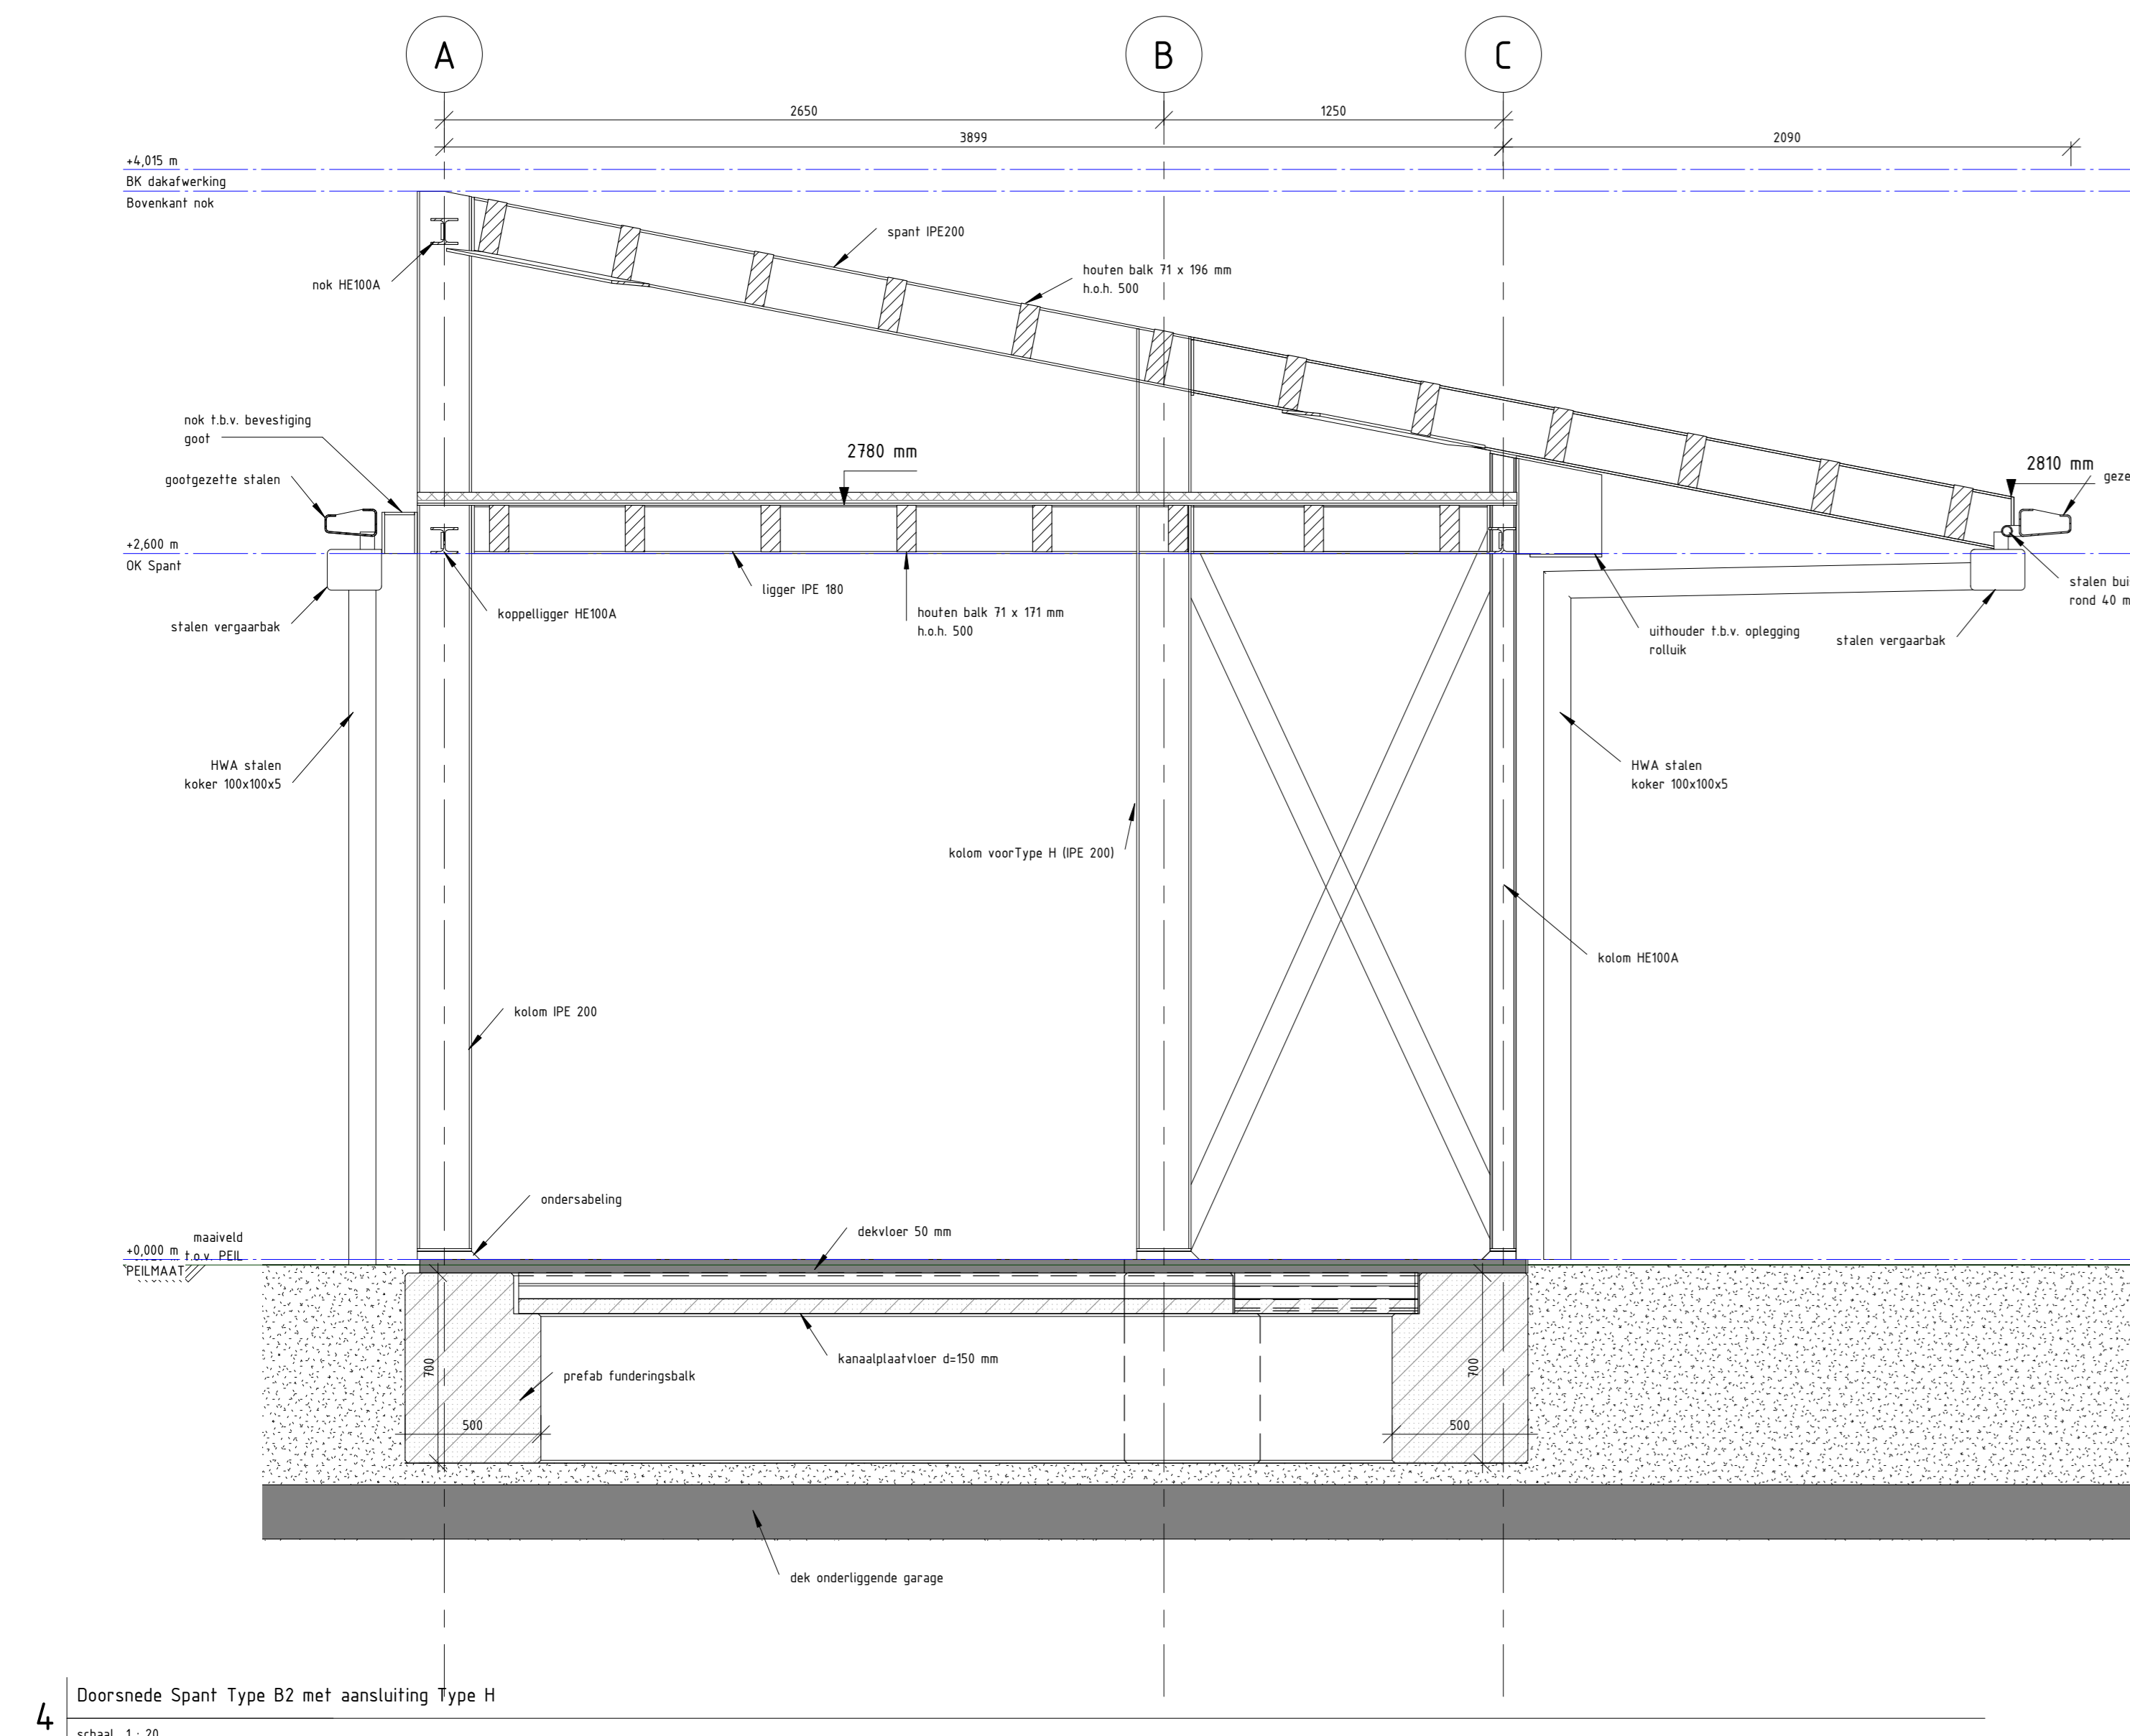 A
B
C
2650
1250
3899
2090
+4,015 m
BK dakafwerking
Bovenkant nok
spant IPE200
houten balk 71 x 196 mm
h.o.h. 500
nok HE100A
nok t.b.v. bevestiging
goot
2780 mm
2810 mm
gootgezette stalen
+2,600 m
OK Spant
ligger IPE 180
houten balk 71 x 171 mm
h.o.h. 500
koppelligger HE100A
stalen vergaarbak
rond 40
uithouder t.b.v. oplegging
rolluik
stalen vergaarbak
HWA stalen
koker 100x100x5
HWA stalen
koker 100x100x5
kolom voorType H (IPE 200)
kolom HE100A
kolom IPE 200
ondersabeling
dekvloer 50 mm
maaiveld
+0,000 m
t.o.v. PEIL
PEILMAAT
700
kanaalplaatvloer d=150 mm
700
prefab funderingsbalk
500
500
dek onderliggende garage
4
Doorsnede Spant Type B2 met aansluiting Type H
schaal 1 : 20